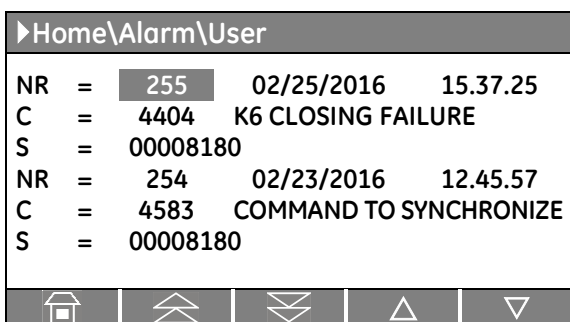 Home\Alarm\User
NR = 255 02/25/2016 15.37.25
C = 4404 K6 CLOSING FAILURE
S = 00008180
NR = 254 02/23/2016 12.45.57
C = 4583 COMMAND TO SYNCHRONIZE
S = 00008180